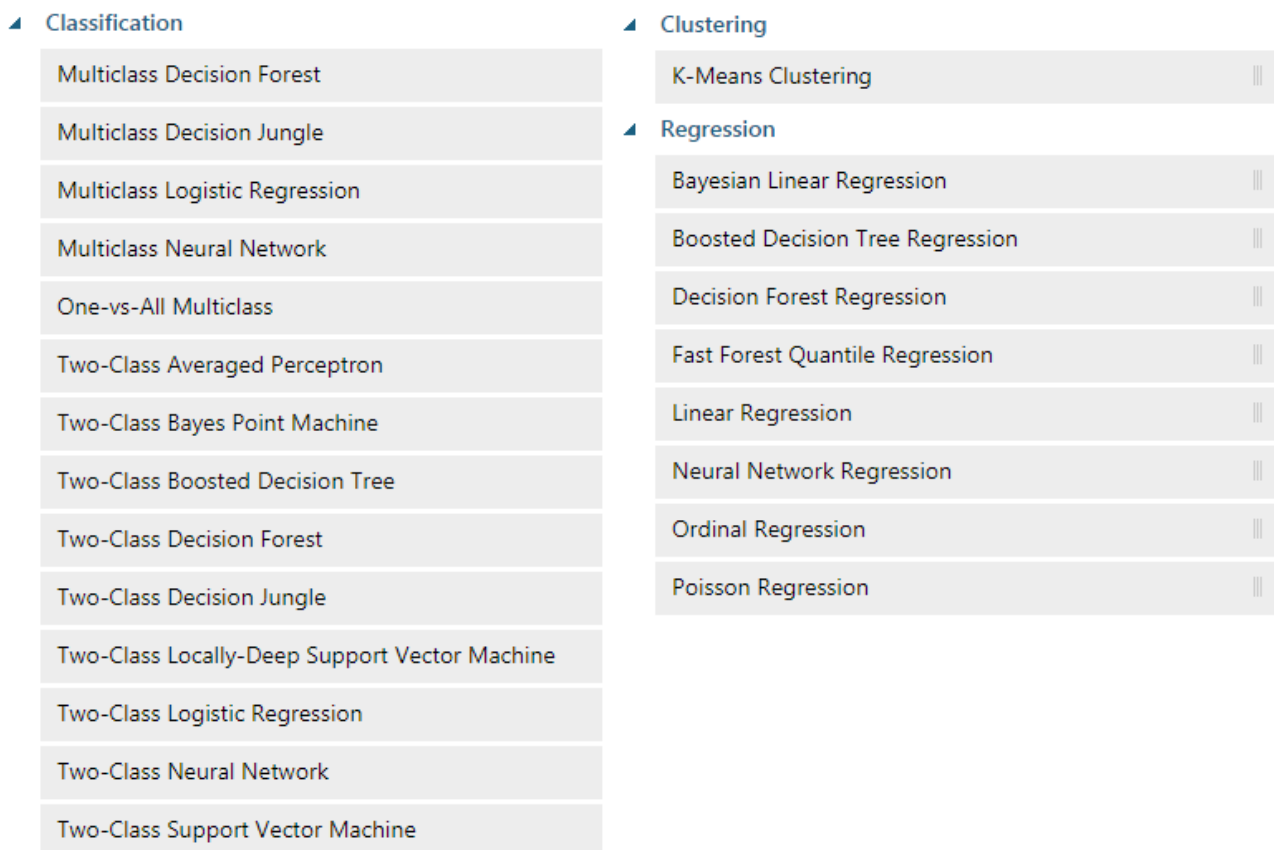 Classification
Multiclass Decision Forest
Multiclass Decision Jungle
Multiclass Logistic Regression
Multiclass Neural Network
One-vs-All Multiclass
Two-Class Averaged Perceptron
Two-Class Bayes Point Machine
Two-Class Boosted Decision Tree
Two-Class Decision Forest
Two-Class Decision Jungle
Two-Class Locally-Deep Support Vector Machine
Two-Class Logistic Regression
Two-Class Neural Network
Two-Class Support Vector Machine
Clustering
K-Means Clustering
Regression
Bayesian Linear Regression
Boosted Decision Tree Regression
Decision Forest Regression
Fast Forest Quantile Regression
Linear Regression
Neural Network Regression
Ordinal Regression
Poisson Regression